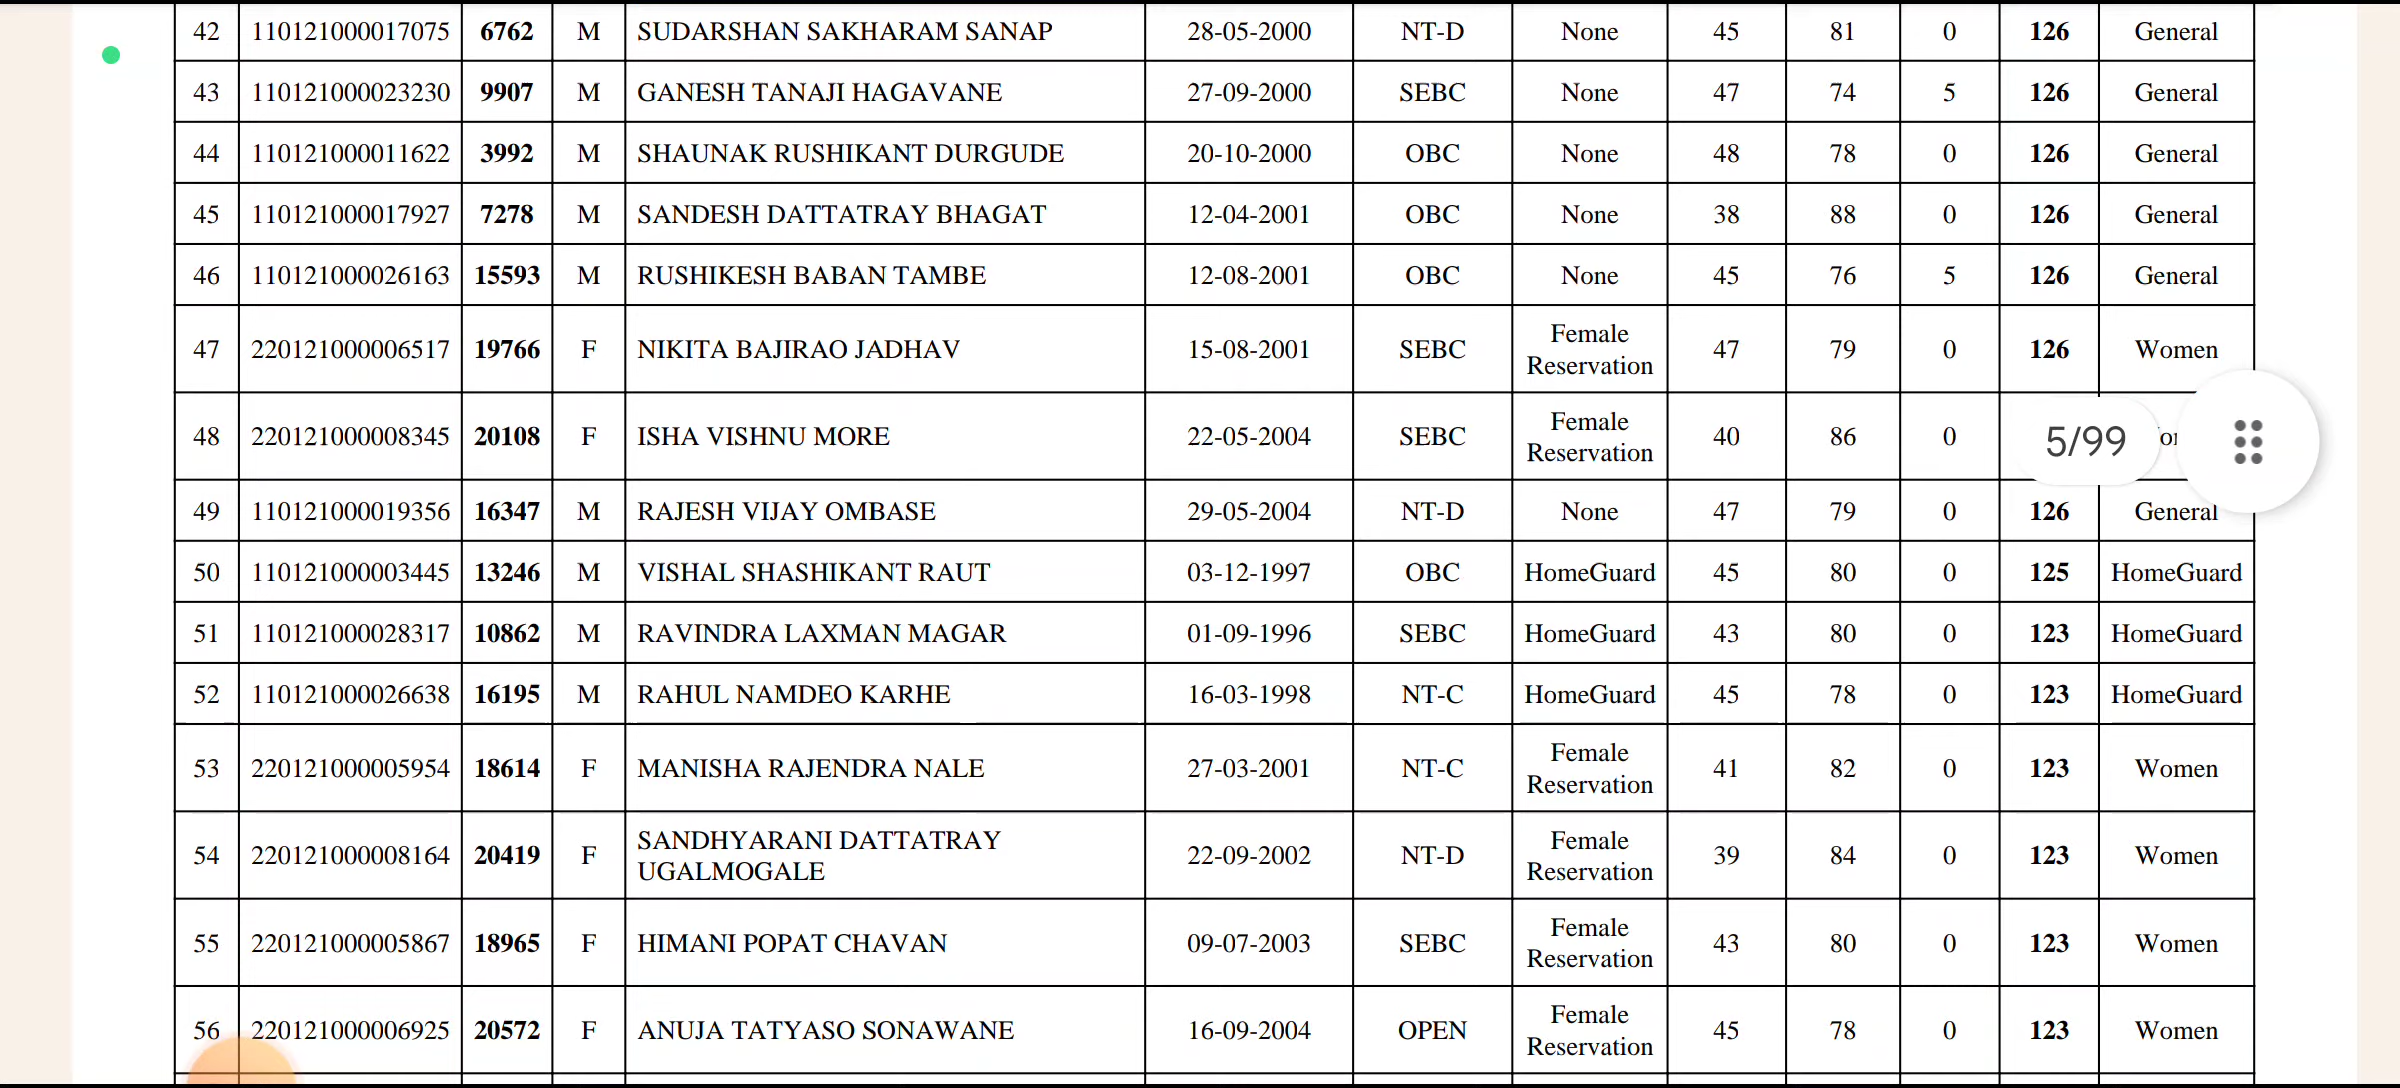 42 110121000017075 6762 M SUDARSHAN SAKHARAM SANAP 28-05-2000 NT-D None 45 81 0 126 General
43 110121000023230 9907 M GANESH TANAJI HAGAVANE 27-09-2000 SEBC None 47 74 5 126 General
44 110121000011622 3992 M SHAUNAK RUSHIKANT DURGUDE 20-10-2000 OBC None 48 78 0 126 General
45 110121000017927 7278 M SANDESH DATTATRAY BHAGAT 12-04-2001 OBC None 38 88 0 126 General
46 110121000026163 15593 M RUSHIKESH BABAN TAMBE 12-08-2001 OBC None 45 76 5 126 General
47 220121000006517 19766 F NIKITA BAJIRAO JADHAV 15-08-2001 SEBC Female Reservation 47 79 0 126 Women
48 220121000008345 20108 F ISHA VISHNU MORE 22-05-2004 SEBC Female Reservation 40 86 0
5/99
49 110121000019356 16347 M RAJESH VIJAY OMBASE 29-05-2004 NT-D None 47 79 0 126 General
50 110121000003445 13246 M VISHAL SHASHIKANT RAUT 03-12-1997 OBC HomeGuard 45 80 0 125 HomeGuard
51 110121000028317 10862 M RAVINDRA LAXMAN MAGAR 01-09-1996 SEBC HomeGuard 43 80 0 123 HomeGuard
52 110121000026638 16195 M RAHUL NAMDEO KARHE 16-03-1998 NT-C HomeGuard 45 78 0 123 HomeGuard
53 220121000005954 18614 F MANISHA RAJENDRA NALE 27-03-2001 NT-C Female Reservation 41 82 0 123 Women
54 220121000008164 20419 F SANDHYARANI DATTATRAY UGALMOGALE 22-09-2002 NT-D Female Reservation 39 84 0 123 Women
55 220121000005867 18965 F HIMANI POPAT CHAVAN 09-07-2003 SEBC Female Reservation 43 80 0 123 Women
56 220121000006925 20572 F ANUJA TATYASO SONAWANE 16-09-2004 OPEN Female Reservation 45 78 0 123 Women